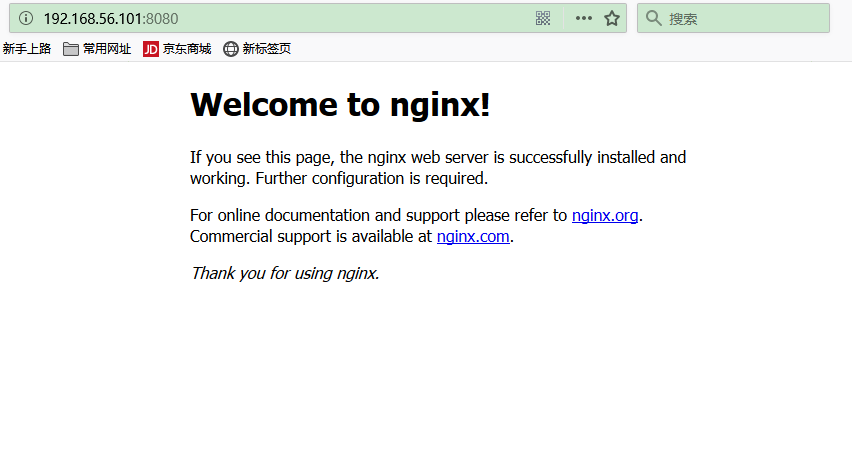 192.168.56.101:8080
搜索
新手上路 常用网址 JD 京东商城 新标签页
Welcome to nginx!
If you see this page, the nginx web server is successfully installed and
working. Further configuration is required.
For online documentation and support please refer to nginx.org.
Commercial support is available at nginx.com.
Thank you for using nginx.